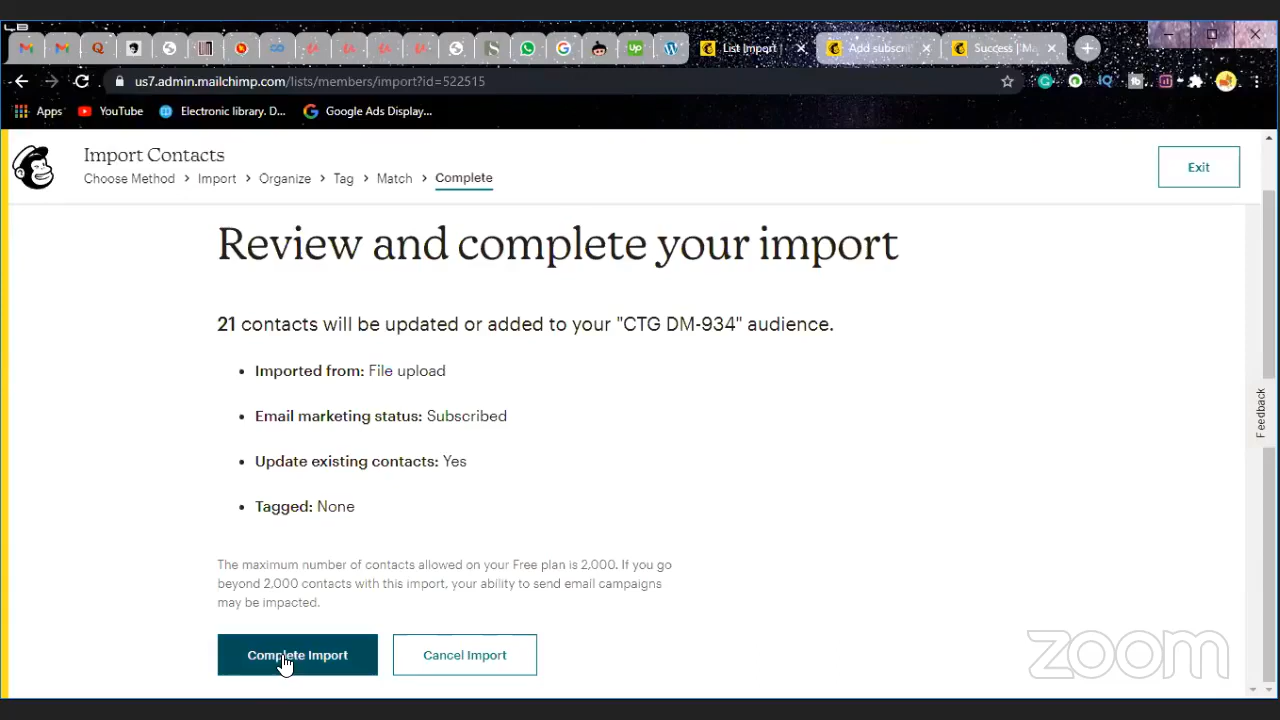 List Import
Add subscri
Success | Ma
us7.admin.mailchimp.com/lists/members/import?id=522515
Apps
YouTube
Electronic library. D...
Google Ads Display...
Import Contacts
Choose Method > Import > Organize > Tag > Match > Complete
Exit
Review and complete your import
21 contacts will be updated or added to your "CTG DM-934" audience.
• Imported from: File upload
• Email marketing status: Subscribed
• Update existing contacts: Yes
• Tagged: None
The maximum number of contacts allowed on your Free plan is 2,000. If you go
beyond 2,000 contacts with this import, your ability to send email campaigns
may be impacted.
Complete Import
Cancel Import
Feedback
zoom